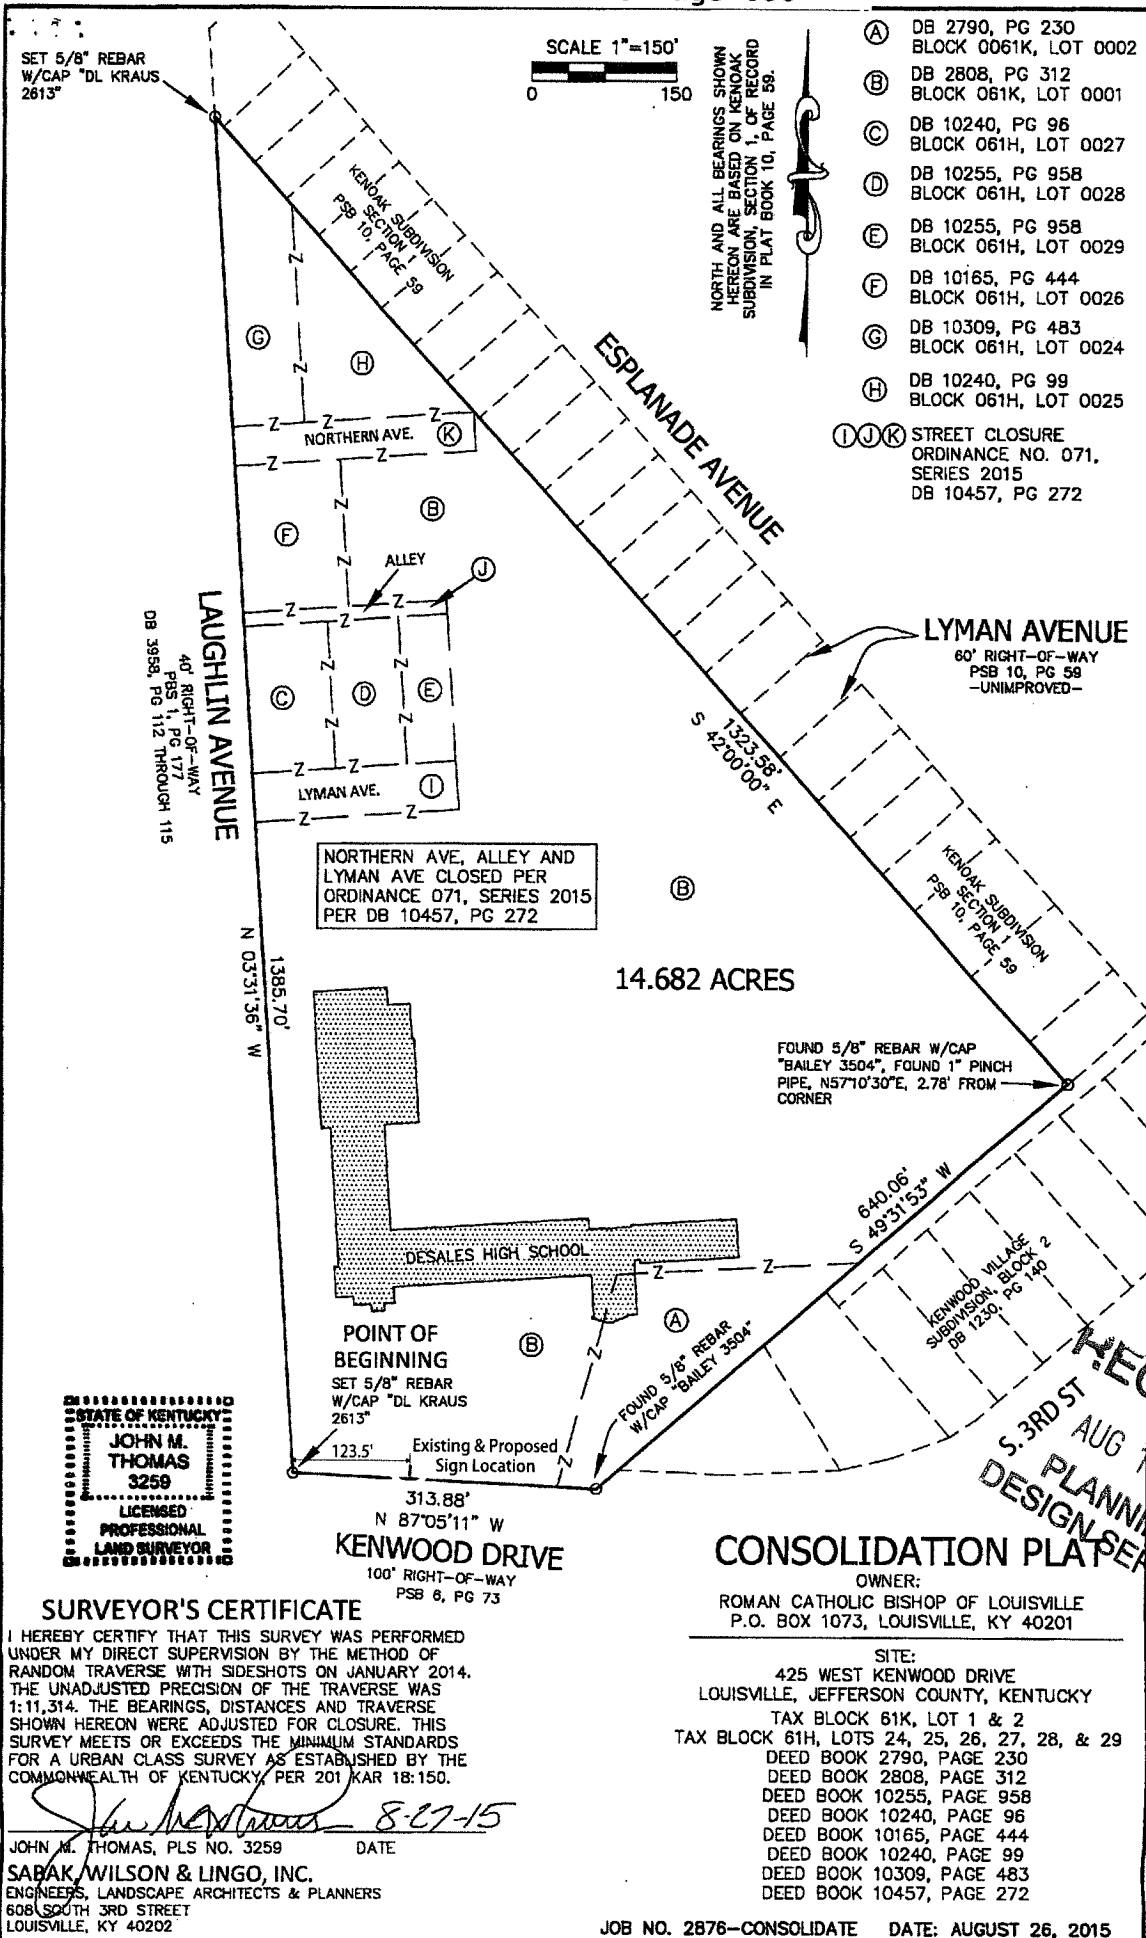 SET 5/8" REBAR
W/CAP "DL KRAUS
2613"
SCALE 1"=150'
0 150
NORTH AND ALL BEARINGS SHOWN
HEREON ARE BASED ON KENOAK
SUBDIVISION, SECTION 1, OF RECORD
IN PLAT BOOK 10, PAGE 59.
A DB 2790, PG 230
BLOCK 0061K, LOT 0002
B DB 2808, PG 312
BLOCK 061K, LOT 0001
C DB 10240, PG 96
BLOCK 061H, LOT 0027
D DB 10255, PG 958
BLOCK 061H, LOT 0028
E DB 10255, PG 958
BLOCK 061H, LOT 0029
F DB 10165, PG 444
BLOCK 061H, LOT 0026
G DB 10309, PG 483
BLOCK 061H, LOT 0024
H DB 10240, PG 99
BLOCK 061H, LOT 0025
I J K STREET CLOSURE
ORDINANCE NO. 071,
SERIES 2015
DB 10457, PG 272
KENOAK SUBDIVISION
SECTION 1
PSB 10, PAGE 59
ESPLANADE AVENUE
G
H
Z
NORTHERN AVE. K
F
B
ALLEY
J
LAUGHLIN AVENUE
40' RIGHT-OF-WAY
PBS 1, PG 177
DB 3958, PG 112 THROUGH 115
C D E
LYMAN AVE. I
LYMAN AVENUE
60' RIGHT-OF-WAY
PSB 10, PG 59
-UNIMPROVED-
1323.58'
S 42°00'00" E
NORTHERN AVE, ALLEY AND
LYMAN AVE CLOSED PER
ORDINANCE 071, SERIES 2015
PER DB 10457, PG 272
B
KENOAK SUBDIVISION
SECTION 1
PSB 10, PAGE 59
14.682 ACRES
1385.70'
N 03°31'36" W
FOUND 5/8" REBAR W/CAP
"BAILEY 3504", FOUND 1" PINCH
PIPE, N57°10'30"E, 2.78' FROM
CORNER
640.06'
S 49°31'53" W
DESALES HIGH SCHOOL
KENWOOD VILLAGE
SUBDIVISION, BLOCK 2
DB 1230, PG 140
A
B
POINT OF
BEGINNING
SET 5/8" REBAR
W/CAP "DL KRAUS
2613"
FOUND 5/8" REBAR
W/CAP "BAILEY 3504"
123.5'
Existing & Proposed
Sign Location
313.88'
N 87°05'11" W
KENWOOD DRIVE
100' RIGHT-OF-WAY
PSB 6, PG 73
S. 3RD ST
AUG
STATE OF KENTUCKY
JOHN M.
THOMAS
3259
LICENSED
PROFESSIONAL
LAND SURVEYOR
CONSOLIDATION PLAT
OWNER:
ROMAN CATHOLIC BISHOP OF LOUISVILLE
P.O. BOX 1073, LOUISVILLE, KY 40201
SITE:
425 WEST KENWOOD DRIVE
LOUISVILLE, JEFFERSON COUNTY, KENTUCKY
TAX BLOCK 61K, LOT 1 & 2
TAX BLOCK 61H, LOTS 24, 25, 26, 27, 28, & 29
DEED BOOK 2790, PAGE 230
DEED BOOK 2808, PAGE 312
DEED BOOK 10255, PAGE 958
DEED BOOK 10240, PAGE 96
DEED BOOK 10165, PAGE 444
DEED BOOK 10240, PAGE 99
DEED BOOK 10309, PAGE 483
DEED BOOK 10457, PAGE 272
SURVEYOR'S CERTIFICATE
I HEREBY CERTIFY THAT THIS SURVEY WAS PERFORMED
UNDER MY DIRECT SUPERVISION BY THE METHOD OF
RANDOM TRAVERSE WITH SIDESHOTS ON JANUARY 2014.
THE UNADJUSTED PRECISION OF THE TRAVERSE WAS
1:11,314. THE BEARINGS, DISTANCES AND TRAVERSE
SHOWN HEREON WERE ADJUSTED FOR CLOSURE. THIS
SURVEY MEETS OR EXCEEDS THE MINIMUM STANDARDS
FOR A URBAN CLASS SURVEY AS ESTABLISHED BY THE
COMMONWEALTH OF KENTUCKY, PER 201 KAR 18:150.
8-27-15
JOHN M. THOMAS, PLS NO. 3259 DATE
SABAK, WILSON & LINGO, INC.
ENGINEERS, LANDSCAPE ARCHITECTS & PLANNERS
608 SOUTH 3RD STREET
LOUISVILLE, KY 40202
JOB NO. 2876-CONSOLIDATE DATE: AUGUST 26, 2015